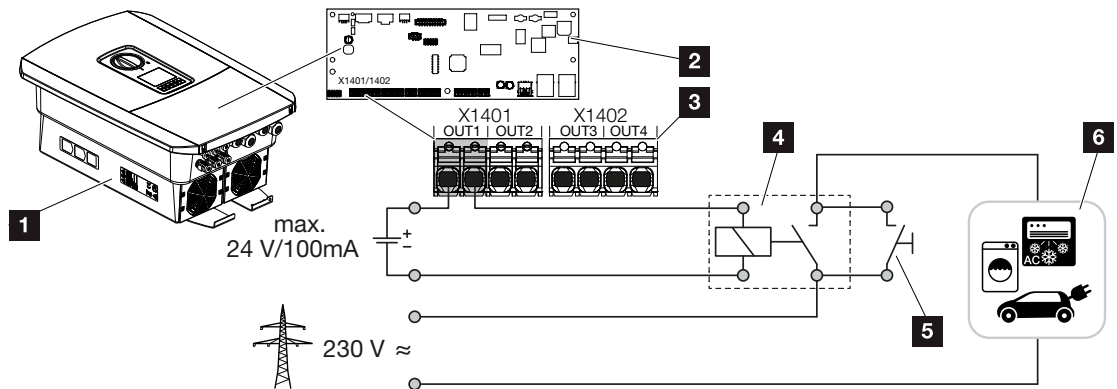 2
X1401/1402
X1401
X1402
3
OUT1 OUT2
OUT3 OUT4
4
6
1
max.
24 V/100mA
+
−
AC
5
230 V ≈